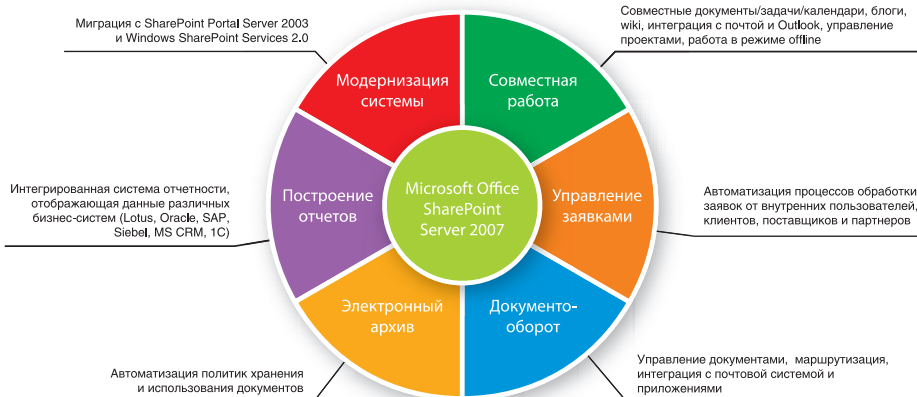 Миграция с SharePoint Portal Server 2003
и Windows SharePoint Services 2.0
Совместные документы/задачи/календари, блоги,
wiki, интеграция с почтой и Outlook, управление
проектами, работа в режиме offline
Модернизация
системы
Совместная
работа
Интегрированная система отчетности,
отображающая данные различных
бизнес-систем (Lotus, Oracle, SAP,
Siebel, MS CRM, 1C)
Построение
отчетов
Microsoft Office
SharePoint
Server 2007
Управление
заявками
Автоматизация процессов обработки
заявок от внутренних пользователей,
клиентов, поставщиков и партнеров
Электронный
архив
Документо-
оборот
Автоматизация политик хранения
и использования документов
Управление документами, маршрутизация,
интеграция с почтовой системой и
приложениями